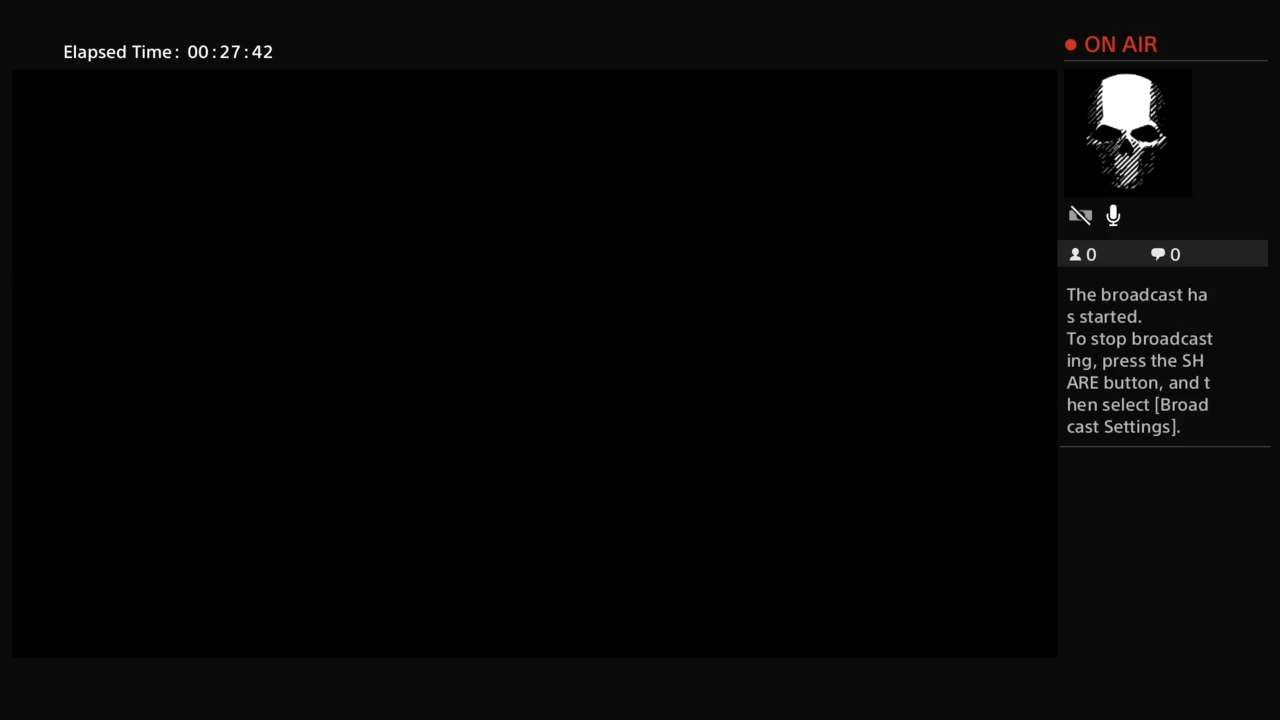 Elapsed Time: 00:27:42
ON AIR
0 0
The broadcast ha
s started.
To stop broadcast
ing, press the SH
ARE button, and t
hen select [Broad
cast Settings].